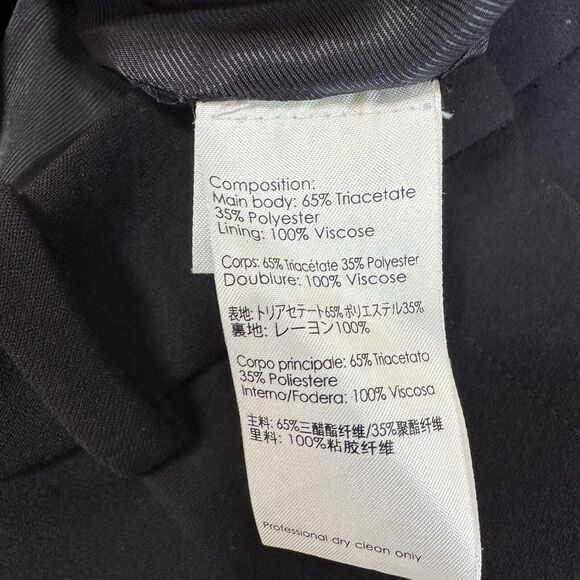 Composition:
Main body: 65% Triacetate
35% Polyester
Lining: 100% Viscose
Corps: 65% Triacétate 35% Polyester
Doublure: 100% Viscose
表地: トリアセテート65% ポリエステル35%
裏地: レーヨン100%
Corpo principale: 65% Triacetato
35% Poliestere
Interno/Fodera: 100% Viscosa
主料: 65%三醋酯纤维/35%聚酯纤维
里料: 100%粘胶纤维
Professional dry clean only